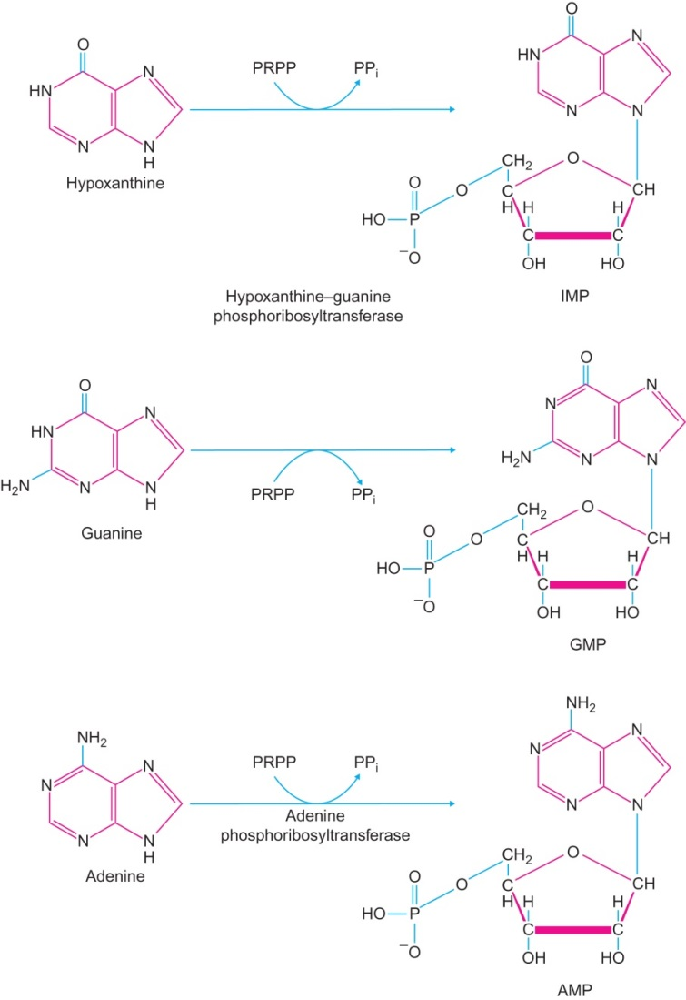 O
N
HN
N
N
H
Hypoxanthine
PRPP
PPi
O
N
HN
N
N
CH2
O
O
O
C
CH
HO
P
H
H
H
C
C
−O
OH
HO
IMP
Hypoxanthine–guanine
phosphoribosyltransferase
O
N
HN
H2N
N
N
H
Guanine
PRPP
PPi
O
N
N
H2N
N
N
CH2
O
O
O
C
CH
HO
P
H
H
H
C
C
−O
OH
HO
GMP
NH2
N
N
N
N
H
Adenine
PRPP
PPi
Adenine
phosphoribosyltransferase
NH2
N
N
N
N
CH2
O
O
O
C
CH
HO
P
H
H
H
C
C
−O
OH
HO
AMP